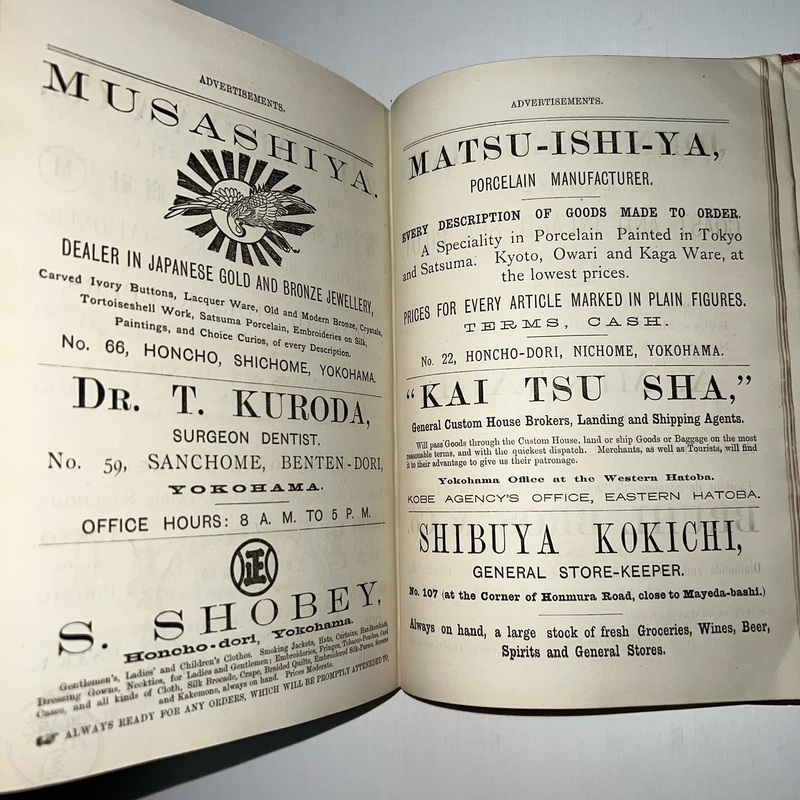 ADVERTISEMENTS.
MUSASHIYA.
DEALER IN JAPANESE GOLD AND BRONZE JEWELLERY,
Carved Ivory Buttons, Lacquer Ware, Old and Modern Bronze, Crystals,
Tortoiseshell Work, Satsuma Porcelain, Embroideries on Silk,
Paintings, and Choice Curios, of every Description.
No. 66, HONCHO, SHICHOME, YOKOHAMA.
DR. T. KURODA,
SURGEON DENTIST.
No. 59, SANCHOME, BENTEN-DORI,
YOKOHAMA.
OFFICE HOURS: 8 A. M. TO 5 P. M.
正
S. SHOBEY,
Honcho-dori, Yokohama.
Gentlemen's, Ladies' and Children's Clothes. Smoking Jackets, Hats, Curtains, Handkerchiefs,
Dressing Gowns, Neckties, for Ladies and Gentlemen; Embroideries, Fringes, Tobacco-Pouches, Card
Cases, and all kinds of Cloth, Silk Brocade, Crape, Braided Quilts, Embroidered Silk-Purses, Screens
and Kakemono, always on hand. Prices Moderate.
ALWAYS READY FOR ANY ORDERS, WHICH WILL BE PROMPTLY ATTENDED TO.
ADVERTISEMENTS.
MATSU-ISHI-YA,
PORCELAIN MANUFACTURER.
EVERY DESCRIPTION OF GOODS MADE TO ORDER.
A Speciality in Porcelain Painted in Tokyo
and Satsuma. Kyoto, Owari and Kaga Ware, at
the lowest prices.
PRICES FOR EVERY ARTICLE MARKED IN PLAIN FIGURES.
TERMS, CASH.
No. 22, HONCHO-DORI, NICHOME, YOKOHAMA.
"KAI TSU SHA,"
General Custom House Brokers, Landing and Shipping Agents.
Will pass Goods through the Custom House, land or ship Goods or Baggage on the most
reasonable terms, and with the quickest dispatch. Merchants, as well as Tourists, will find
it to their advantage to give us their patronage.
Yokohama Office at the Western Hatoba.
KOBE AGENCY'S OFFICE, EASTERN HATOBA.
SHIBUYA KOKICHI,
GENERAL STORE-KEEPER.
No. 107 (at the Corner of Honmura Road, close to Mayeda-bashi.)
Always on hand, a large stock of fresh Groceries, Wines, Beer,
Spirits and General Stores.